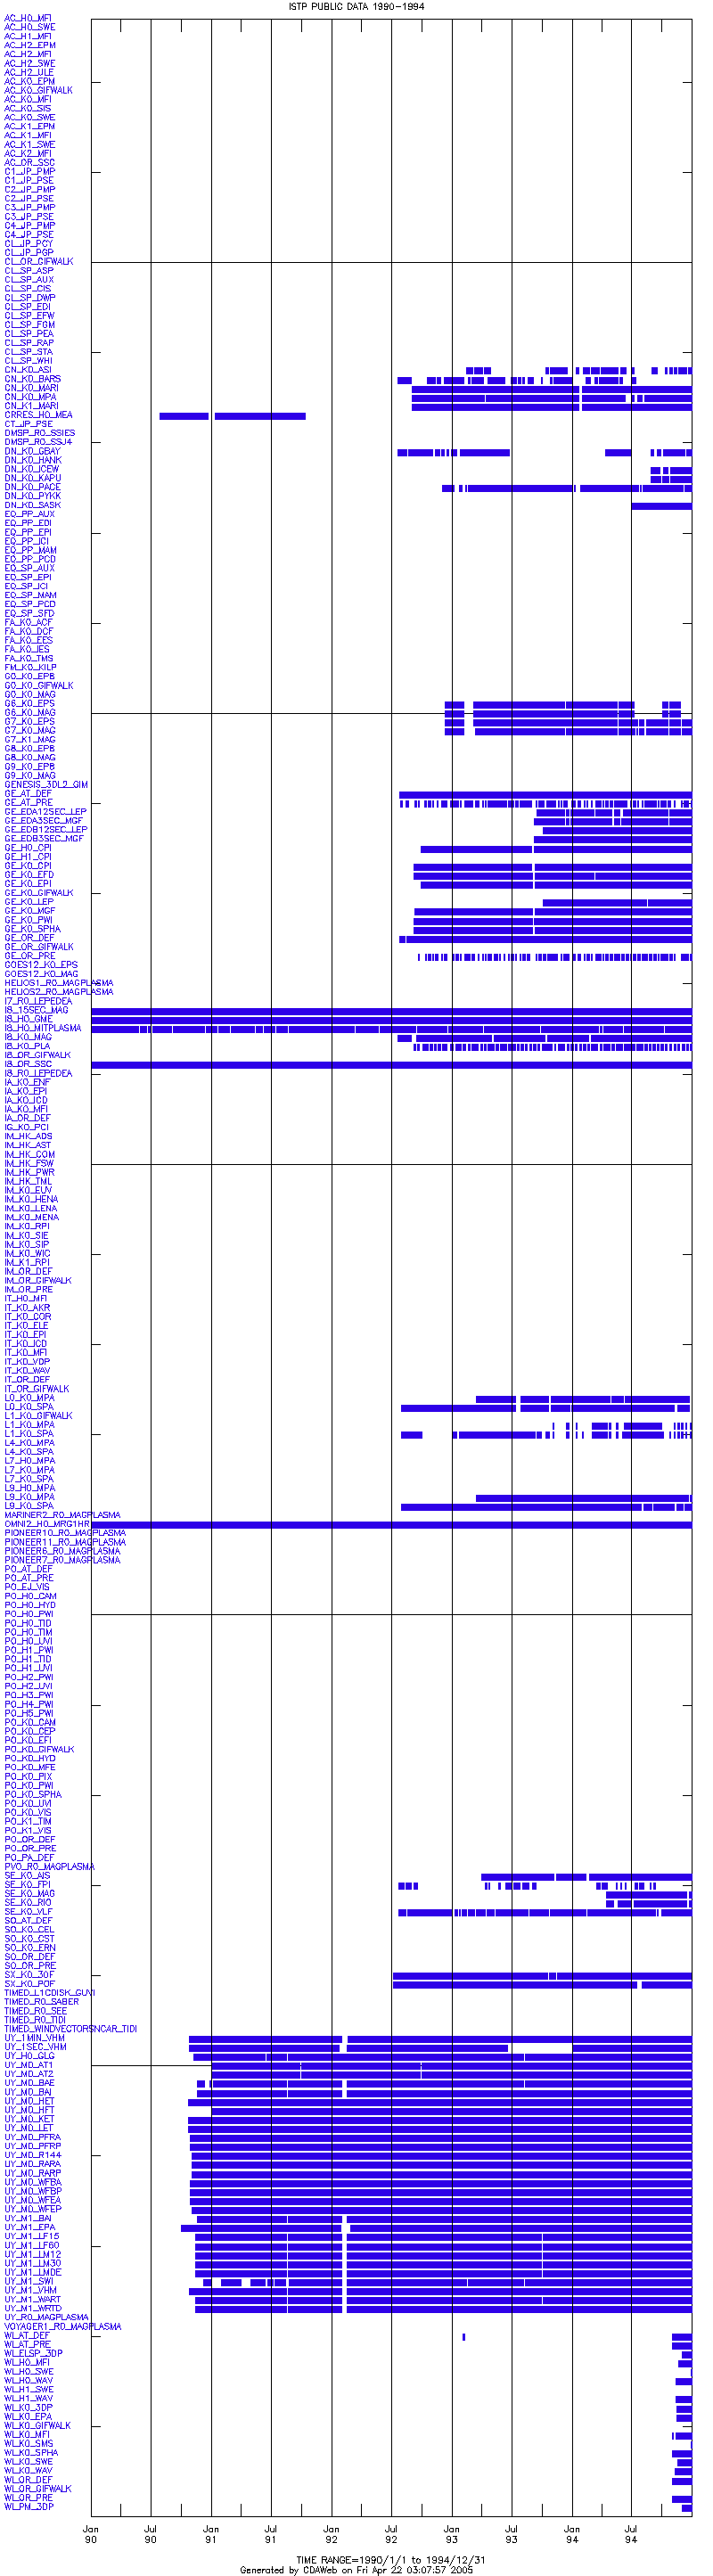 ISTP PUBLIC DATA 1990-1994
AC_H0_MFI
AC_H0_SWE
AC_H1_MFI
AC_H2_EPM
AC_H2_MFI
AC_H2_SWE
AC_H2_ULE
AC_K0_EPM
AC_K0_GIFWALK
AC_K0_MFI
AC_K0_SIS
AC_K0_SWE
AC_K1_EPM
AC_K1_MFI
AC_K1_SWE
AC_K2_MFI
AC_OR_SSC
C1_JP_PMP
C1_JP_PSE
C2_JP_PMP
C2_JP_PSE
C3_JP_PMP
C3_JP_PSE
C4_JP_PMP
C4_JP_PSE
CL_JP_PCY
CL_JP_PGP
CL_OR_GIFWALK
CL_SP_ASP
CL_SP_AUX
CL_SP_CIS
CL_SP_DWP
CL_SP_EDI
CL_SP_EFW
CL_SP_FGM
CL_SP_PEA
CL_SP_RAP
CL_SP_STA
CL_SP_WHI
CN_K0_ASI
CN_K0_BARS
CN_K0_MARI
CN_K0_MPA
CN_K1_MARI
CRRES_H0_MEA
CT_JP_PSE
DMSP_R0_SSIES
DMSP_R0_SSJ4
DN_K0_GBAY
DN_K0_HANK
DN_K0_ICEW
DN_K0_KAPU
DN_K0_PACE
DN_K0_PYKK
DN_K0_SASK
EQ_PP_AUX
EQ_PP_EDI
EQ_PP_EPI
EQ_PP_ICI
EQ_PP_MAM
EQ_PP_PCD
EQ_SP_AUX
EQ_SP_EPI
EQ_SP_ICI
EQ_SP_MAM
EQ_SP_PCD
EQ_SP_SFD
FA_K0_ACF
FA_K0_DCF
FA_K0_EES
FA_K0_IES
FA_K0_TMS
FM_K0_KILP
G0_K0_EPB
G0_K0_GIFWALK
G0_K0_MAG
G6_K0_EPS
G6_K0_MAG
G7_K0_EPS
G7_K0_MAG
G7_K1_MAG
G8_K0_EPB
G8_K0_MAG
G9_K0_EPB
G9_K0_MAG
GENESIS_3DL2_GIM
GE_AT_DEF
GE_AT_PRE
GE_EDA12SEC_LEP
GE_EDA3SEC_MGF
GE_EDB12SEC_LEP
GE_EDB3SEC_MGF
GE_H0_CPI
GE_H1_CPI
GE_K0_CPI
GE_K0_EFD
GE_K0_EPI
GE_K0_GIFWALK
GE_K0_LEP
GE_K0_MGF
GE_K0_PWI
GE_K0_SPHA
GE_OR_DEF
GE_OR_GIFWALK
GE_OR_PRE
GOES12_K0_EPS
GOES12_K0_MAG
HELIOS1_R0_MAGPLASMA
HELIOS2_R0_MAGPLASMA
I7_R0_LEPEDEA
I8_15SEC_MAG
I8_H0_GME
I8_H0_MITPLASMA
I8_K0_MAG
I8_K0_PLA
I8_OR_GIFWALK
I8_OR_SSC
I8_R0_LEPEDEA
IA_K0_ENF
IA_K0_EPI
IA_K0_ICD
IA_K0_MFI
IA_OR_DEF
IG_K0_PCI
IM_HK_ADS
IM_HK_AST
IM_HK_COM
IM_HK_FSW
IM_HK_PWR
IM_HK_TML
IM_K0_EUV
IM_K0_HENA
IM_K0_LENA
IM_K0_MENA
IM_K0_RPI
IM_K0_SIE
IM_K0_SIP
IM_K0_WIC
IM_K1_RPI
IM_OR_DEF
IM_OR_GIFWALK
IM_OR_PRE
IT_H0_MFI
IT_K0_AKR
IT_K0_COR
IT_K0_ELE
IT_K0_EPI
IT_K0_ICD
IT_K0_MFI
IT_K0_VDP
IT_K0_WAV
IT_OR_DEF
IT_OR_GIFWALK
L0_K0_MPA
L0_K0_SPA
L1_K0_GIFWALK
L1_K0_MPA
L1_K0_SPA
L4_K0_MPA
L4_K0_SPA
L7_H0_MPA
L7_K0_MPA
L7_K0_SPA
L9_H0_MPA
L9_K0_MPA
L9_K0_SPA
MARINER2_R0_MAGPLASMA
OMNI2_H0_MRG1HR
PIONEER10_R0_MAGPLASMA
PIONEER11_R0_MAGPLASMA
PIONEER6_R0_MAGPLASMA
PIONEER7_R0_MAGPLASMA
PO_AT_DEF
PO_AT_PRE
PO_EJ_VIS
PO_H0_CAM
PO_H0_HYD
PO_H0_PWI
PO_H0_TID
PO_H0_TIM
PO_H0_UVI
PO_H1_PWI
PO_H1_TID
PO_H1_UVI
PO_H2_PWI
PO_H2_UVI
PO_H3_PWI
PO_H4_PWI
PO_H5_PWI
PO_K0_CAM
PO_K0_CEP
PO_K0_EFI
PO_K0_GIFWALK
PO_K0_HYD
PO_K0_MFE
PO_K0_PIX
PO_K0_PWI
PO_K0_SPHA
PO_K0_UVI
PO_K0_VIS
PO_K1_TIM
PO_K1_VIS
PO_OR_DEF
PO_OR_PRE
PO_PA_DEF
PVO_R0_MAGPLASMA
SE_K0_AIS
SE_K0_FPI
SE_K0_MAG
SE_K0_RIO
SE_K0_VLF
SO_AT_DEF
SO_K0_CEL
SO_K0_CST
SO_K0_ERN
SO_OR_DEF
SO_OR_PRE
SX_K0_30F
SX_K0_POF
TIMED_L1CDISK_GUVI
TIMED_R0_SABER
TIMED_R0_SEE
TIMED_R0_TIDI
TIMED_WINDVECTORSNCAR_TIDI
UY_1MIN_VHM
UY_1SEC_VHM
UY_H0_GLG
UY_M0_AT1
UY_M0_AT2
UY_M0_BAE
UY_M0_BAI
UY_M0_HET
UY_M0_HFT
UY_M0_KET
UY_M0_LET
UY_M0_PFRA
UY_M0_PFRP
UY_M0_R144
UY_M0_RARA
UY_M0_RARP
UY_M0_WFBA
UY_M0_WFBP
UY_M0_WFEA
UY_M0_WFEP
UY_M1_BAI
UY_M1_EPA
UY_M1_LF15
UY_M1_LF60
UY_M1_LM12
UY_M1_LM30
UY_M1_LMDE
UY_M1_SWI
UY_M1_VHM
UY_M1_WART
UY_M1_WRTD
UY_R0_MAGPLASMA
VOYAGER1_R0_MAGPLASMA
WI_AT_DEF
WI_AT_PRE
WI_ELSP_3DP
WI_H0_MFI
WI_H0_SWE
WI_H0_WAV
WI_H1_SWE
WI_H1_WAV
WI_K0_3DP
WI_K0_EPA
WI_K0_GIFWALK
WI_K0_MFI
WI_K0_SMS
WI_K0_SPHA
WI_K0_SWE
WI_K0_WAV
WI_OR_DEF
WI_OR_GIFWALK
WI_OR_PRE
WI_PM_3DP
Jan Jul Jan Jul Jan Jul Jan Jul Jan Jul
90 90 91 91 92 92 93 93 94 94
TIME RANGE=1990/1/1 to 1994/12/31
Generated by CDAWeb on Fri Apr 22 03:07:57 2005